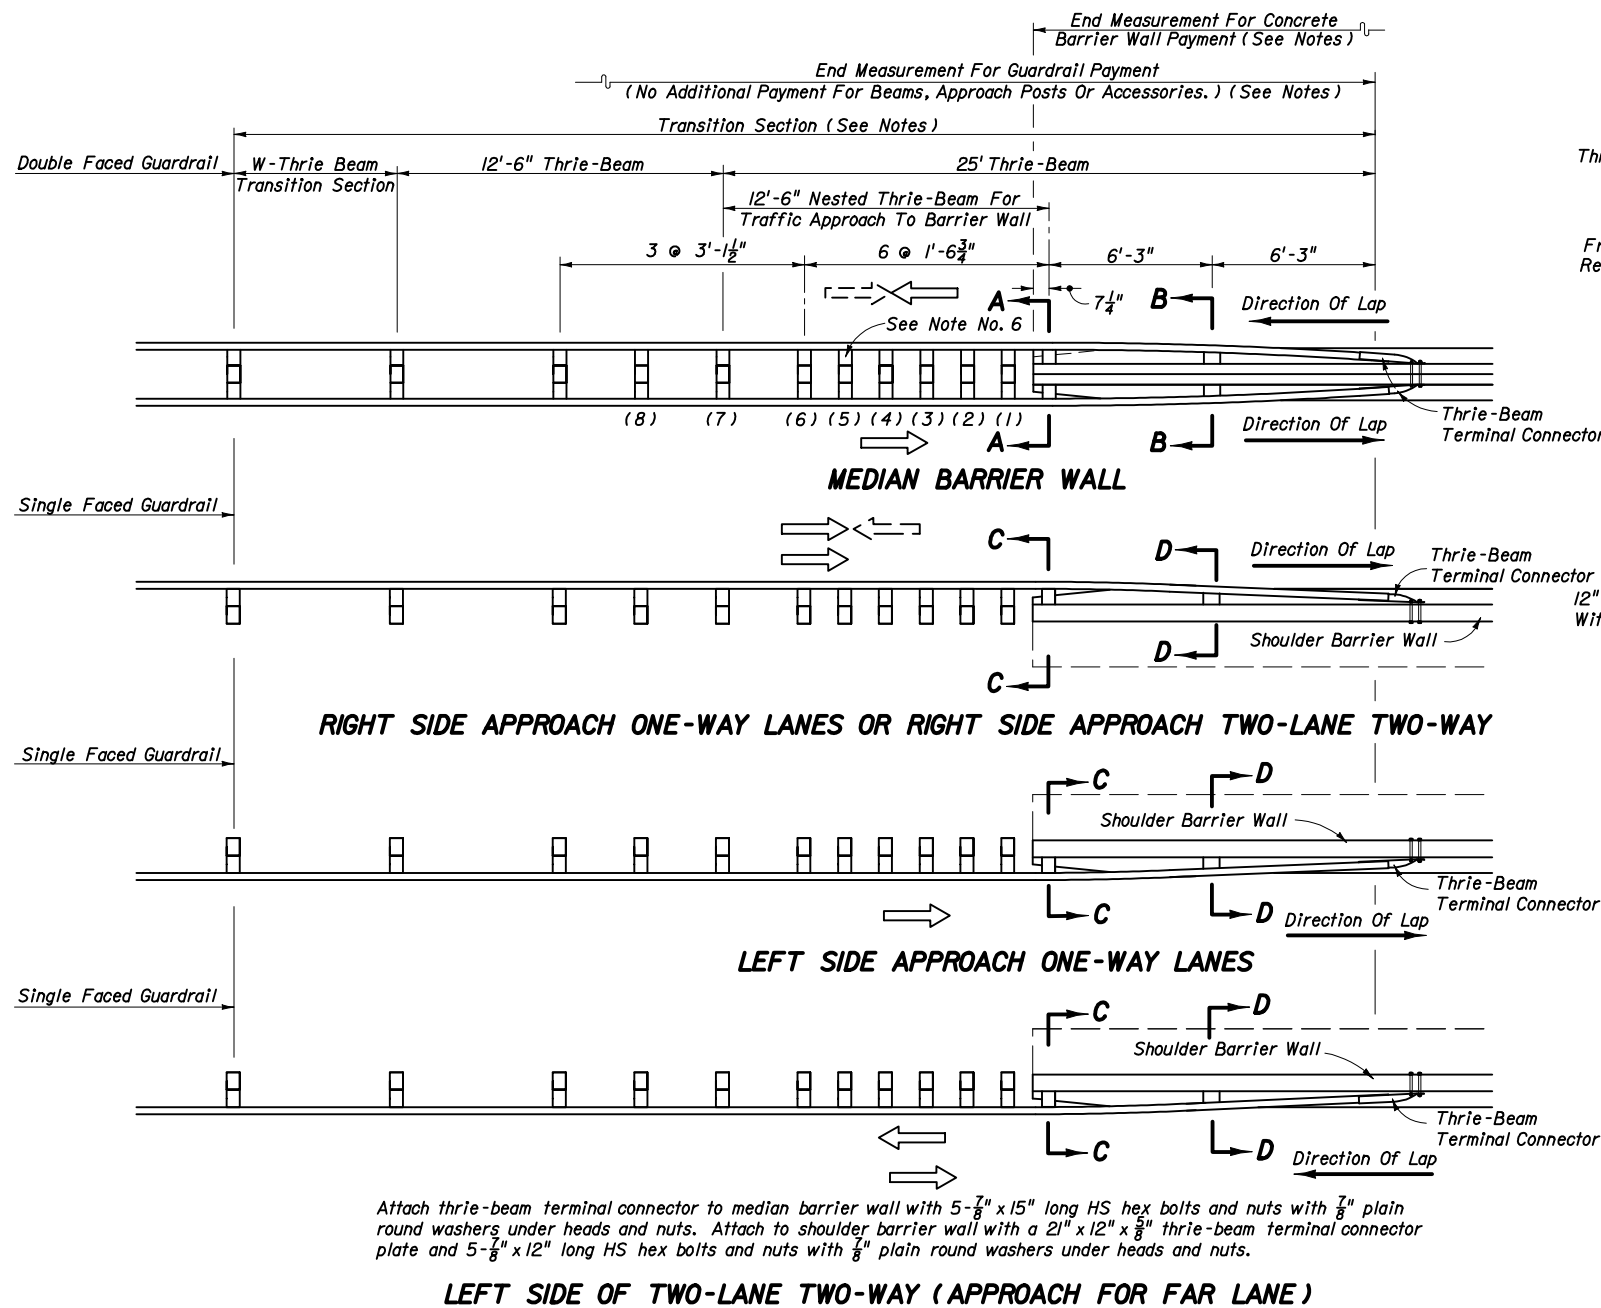 End Measurement For Concrete
Barrier Wall Payment (See Notes)
End Measurement For Guardrail Payment
(No Additional Payment For Beams, Approach Posts Or Accessories.) (See Notes)
Transition Section (See Notes)
Double Faced Guardrail
W-Thrie Beam
Transition Section
12'-6" Thrie-Beam
25' Thrie-Beam
12'-6" Nested Thrie-Beam For
Traffic Approach To Barrier Wall
3 @ 3'-1½"
6 @ 1'-6¾"
6'-3"
6'-3"
7¼"
A
B
Direction Of Lap
See Note No. 6
(8) (7) (6) (5) (4) (3) (2) (1)
A
B
Direction Of Lap
Thrie-Beam
Terminal Connector
MEDIAN BARRIER WALL
Single Faced Guardrail
C
D
Direction Of Lap
Thrie-Beam
Terminal Connector
12"
Shoulder Barrier Wall
D
C
RIGHT SIDE APPROACH ONE-WAY LANES OR RIGHT SIDE APPROACH TWO-LANE TWO-WAY
Single Faced Guardrail
C
D
Shoulder Barrier Wall
Thrie-Beam
Terminal Connector
C
D
Direction Of Lap
LEFT SIDE APPROACH ONE-WAY LANES
Single Faced Guardrail
C
D
Shoulder Barrier Wall
Thrie-Beam
Terminal Connector
C
D
Direction Of Lap
Attach thrie-beam terminal connector to median barrier wall with 5-⅞" x 15" long HS hex bolts and nuts with ⅞" plain
round washers under heads and nuts. Attach to shoulder barrier wall with a 21" x 12" x ⅝" thrie-beam terminal connector
plate and 5-⅞" x 12" long HS hex bolts and nuts with ⅞" plain round washers under heads and nuts.
LEFT SIDE OF TWO-LANE TWO-WAY (APPROACH FOR FAR LANE)